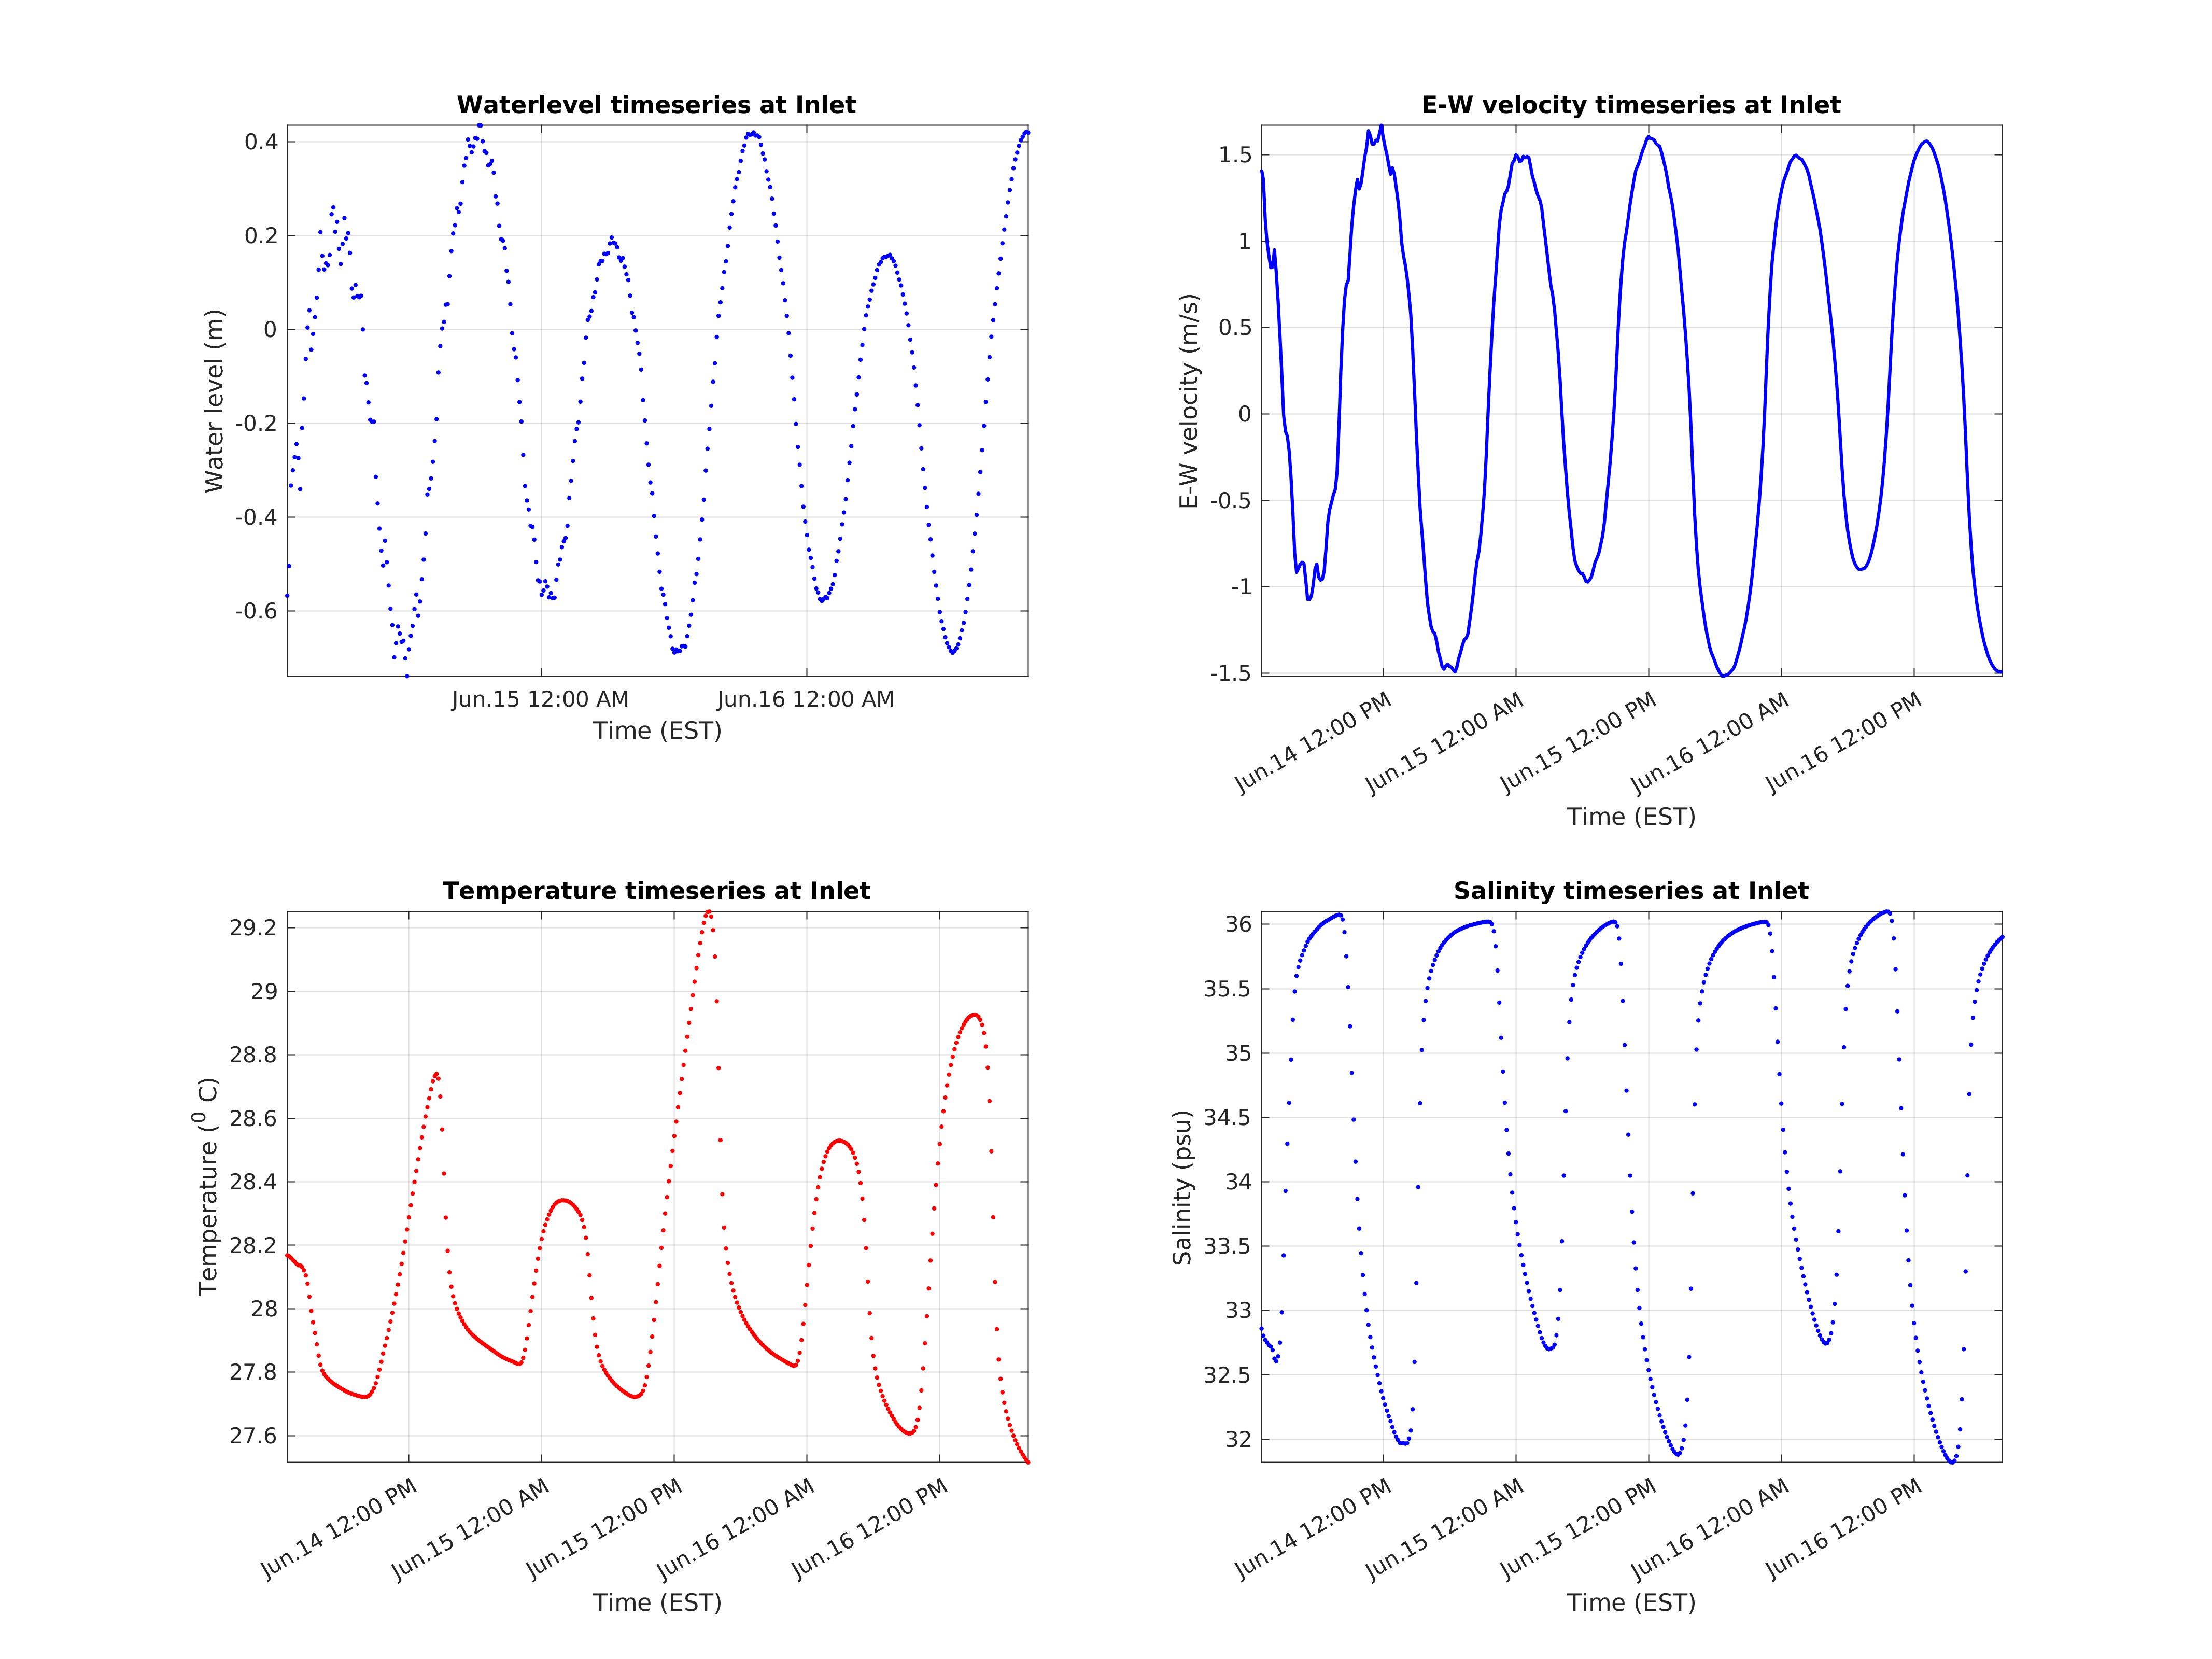 Waterlevel timeseries at Inlet
0.4
0.2
0
-0.2
-0.4
-0.6
Water level (m)
Jun.15 12:00 AM
Jun.16 12:00 AM
Time (EST)
E-W velocity timeseries at Inlet
1.5
1
0.5
0
-0.5
-1
-1.5
E-W velocity (m/s)
Jun.14 12:00 PM
Jun.15 12:00 AM
Jun.15 12:00 PM
Jun.16 12:00 AM
Jun.16 12:00 PM
Time (EST)
Temperature timeseries at Inlet
29.2
29
28.8
28.6
28.4
28.2
28
27.8
27.6
Temperature (⁰ C)
Jun.14 12:00 PM
Jun.15 12:00 AM
Jun.15 12:00 PM
Jun.16 12:00 AM
Jun.16 12:00 PM
Time (EST)
Salinity timeseries at Inlet
36
35.5
35
34.5
34
33.5
33
32.5
32
Salinity (psu)
Jun.14 12:00 PM
Jun.15 12:00 AM
Jun.15 12:00 PM
Jun.16 12:00 AM
Jun.16 12:00 PM
Time (EST)